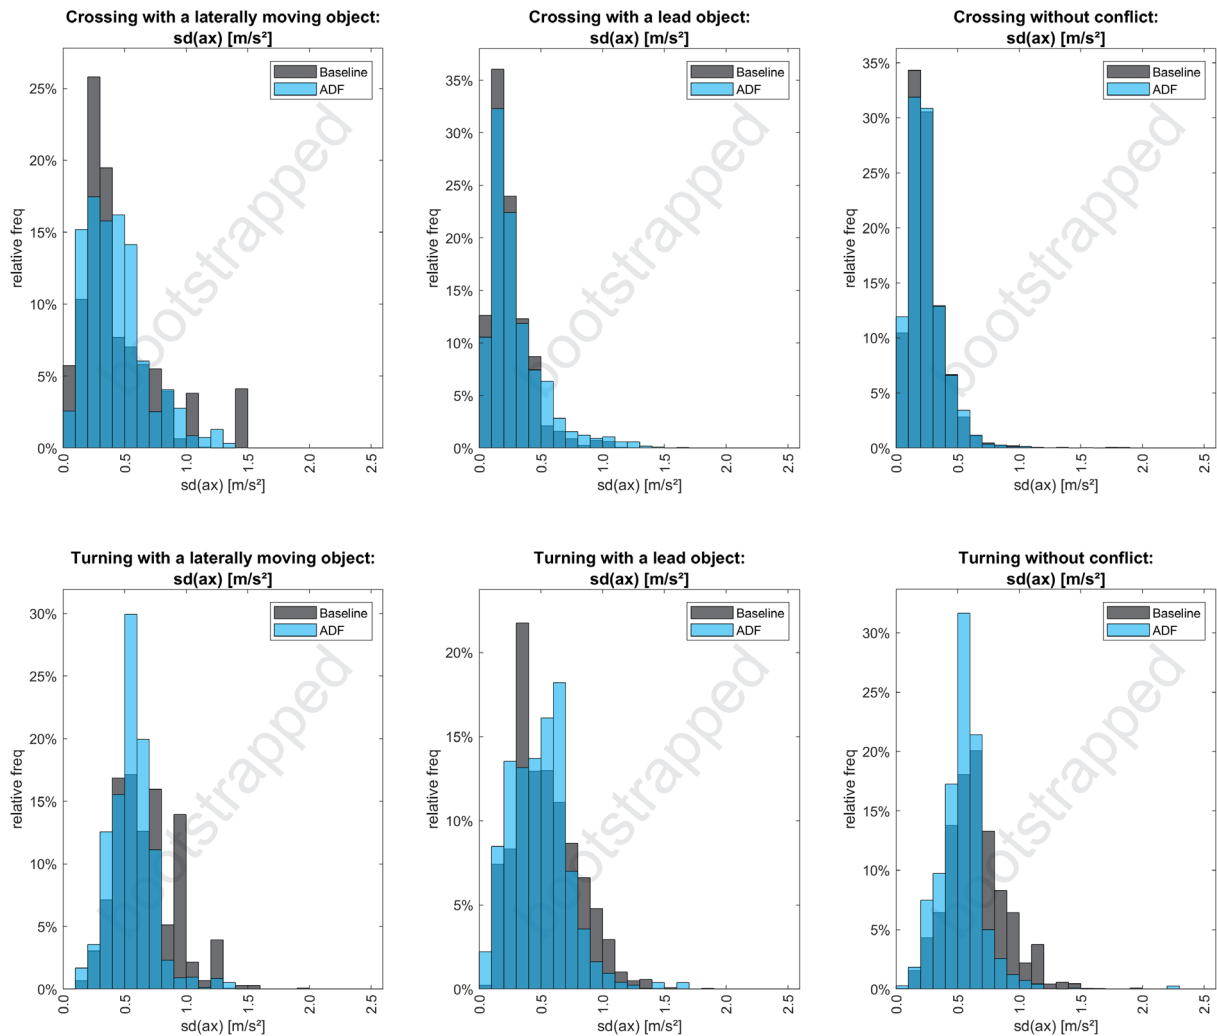 Crossing with a laterally moving object:
sd(ax) [m/s²]
Baseline
ADF
25%
20%
15%
10%
5%
0%
relative freq
bootstrapped
0.0
0.5
1.0
1.5
2.0
2.5
sd(ax) [m/s²]
Crossing with a lead object:
sd(ax) [m/s²]
Baseline
ADF
35%
30%
25%
20%
15%
10%
5%
0%
relative freq
bootstrapped
0.0
0.5
1.0
1.5
2.0
2.5
sd(ax) [m/s²]
Crossing without conflict:
sd(ax) [m/s²]
Baseline
ADF
35%
30%
25%
20%
15%
10%
5%
0%
relative freq
bootstrapped
0.0
0.5
1.0
1.5
2.0
2.5
sd(ax) [m/s²]
Turning with a laterally moving object:
sd(ax) [m/s²]
Baseline
ADF
30%
25%
20%
15%
10%
5%
0%
relative freq
bootstrapped
0.0
0.5
1.0
1.5
2.0
2.5
sd(ax) [m/s²]
Turning with a lead object:
sd(ax) [m/s²]
Baseline
ADF
20%
15%
10%
5%
0%
relative freq
bootstrapped
0.0
0.5
1.0
1.5
2.0
2.5
sd(ax) [m/s²]
Turning without conflict:
sd(ax) [m/s²]
Baseline
ADF
30%
25%
20%
15%
10%
5%
0%
relative freq
bootstrapped
0.0
0.5
1.0
1.5
2.0
2.5
sd(ax) [m/s²]